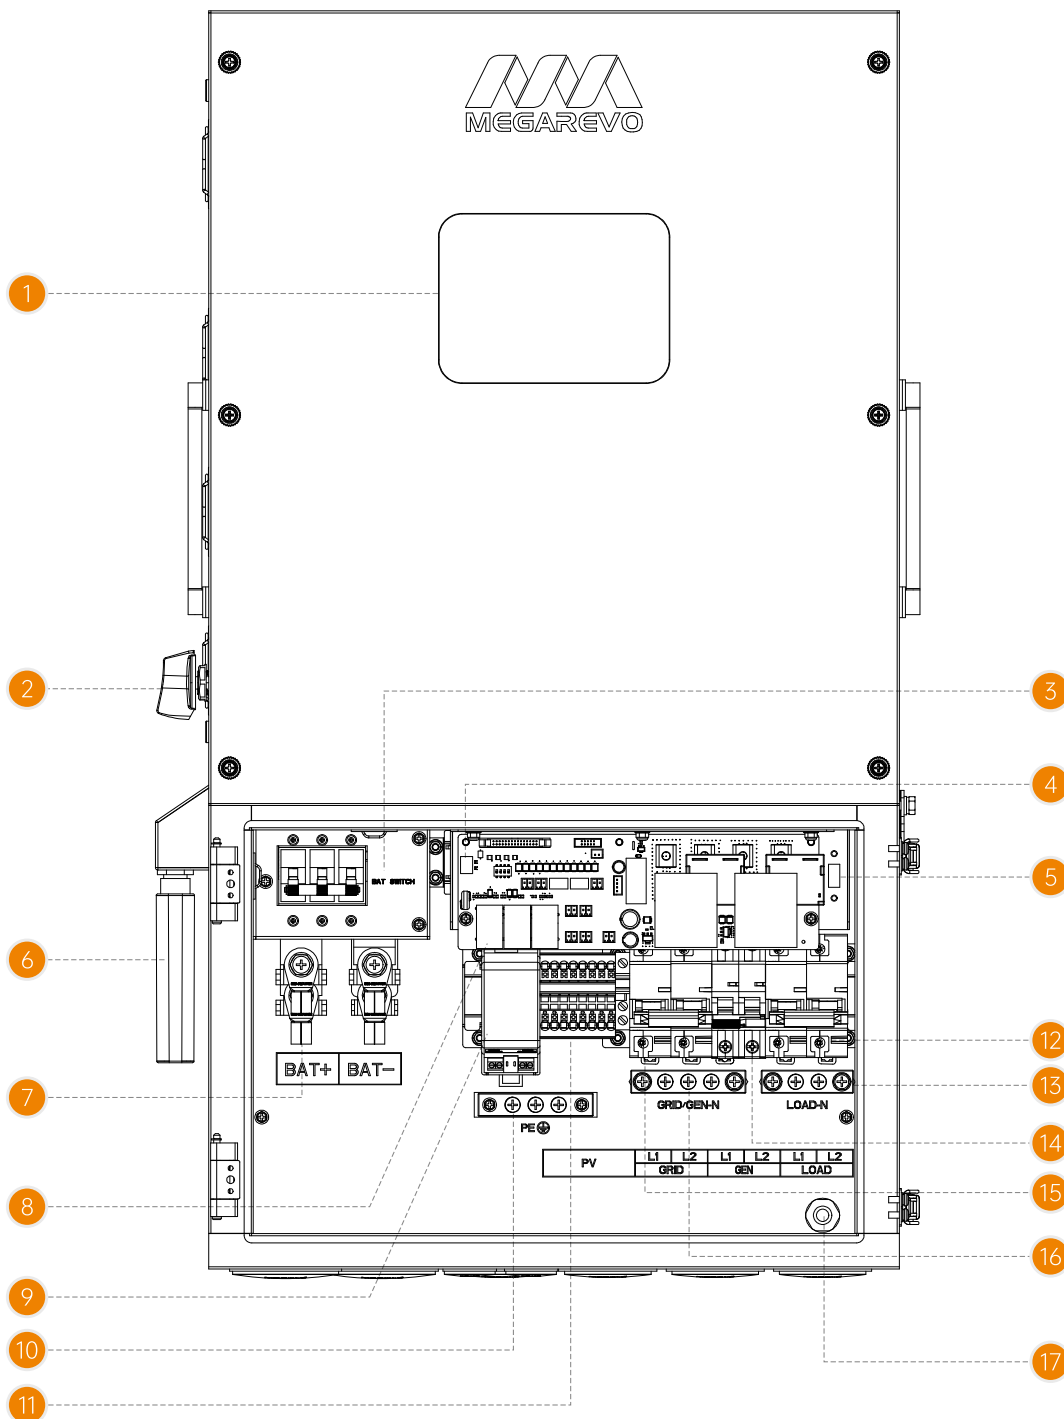 MEGAREVO
1
2
3
4
BAT SWITCH
5
6
12
BAT+ BAT−
7
13
GRID/GEN-N LOAD-N
PE
14
PV L1 L2 L1 L2 L1 L2
GRID GEN LOAD
15
8
16
9
10
17
11